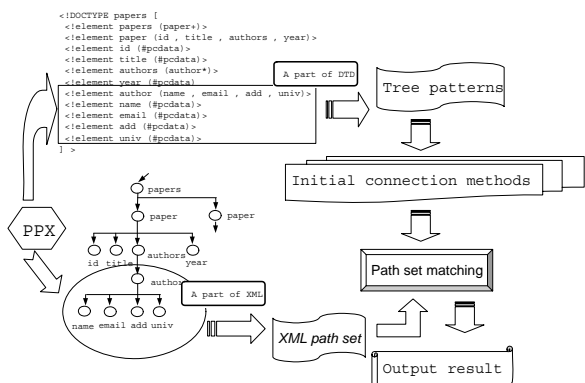 <!DOCTYPE papers [
<!element papers (paper+)>
<!element paper (id , title , authors , year)>
<!element id (#pcdata)>
<!element title (#pcdata)>
<!element authors (author*)>
<!element year (#pcdata)
<!element author (name , email , add , univ)>
<!element name (#pcdata)>
<!element email (#pcdata)>
<!element add (#pcdata)>
<!element univ (#pcdata)>
] >
A part of DTD
Tree patterns
Initial connection methods
papers
paper
paper
PPX
id title authors year
author
Path set matching
A part of XML
name email add univ
XML path set
Output result